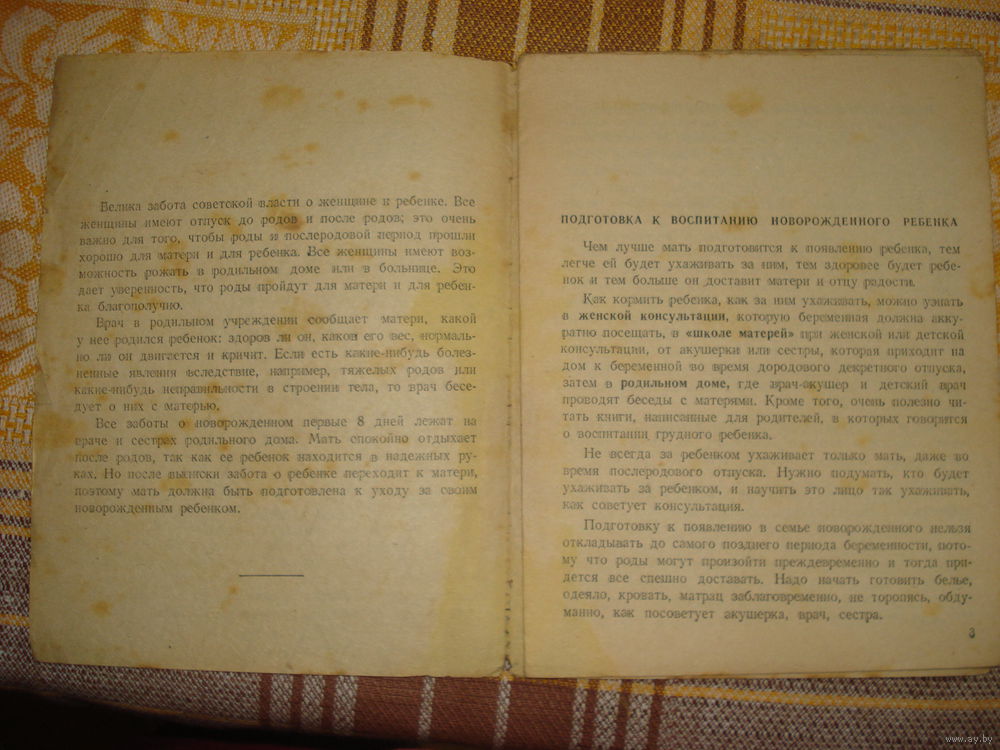 Велика забота советской власти о женщине и ребенке. Все
женщины имеют отпуск до родов и после родов; это очень
важно для того, чтобы роды и послеродовой период прошли
хорошо для матери и для ребенка. Все женщины имеют воз-
можность рожать в родильном доме или в больнице. Это
дает уверенность, что роды пройдут для матери и для ребен-
ка благополучно.
Врач в родильном учреждении сообщает матери, какой
у нее родился ребенок: здоров ли он, каков его вес, нормаль-
но ли он двигается и кричит. Если есть какие-нибудь болез-
ненные явления вследствие, например, тяжелых родов или
какие-нибудь неправильности в строении тела, то врач бесе-
дует о них с матерью.
Все заботы о новорожденном первые 8 дней лежат на
враче и сестрах родильного дома. Мать спокойно отдыхает
после родов, так как ее ребенок находится в надежных ру-
ках. Но после выписки забота о ребенке переходит к матери,
поэтому мать должна быть подготовлена к уходу за своим
новорожденным ребенком.
ПОДГОТОВКА К ВОСПИТАНИЮ НОВОРОЖДЕННОГО РЕБЕНКА
Чем лучше мать подготовится к появлению ребенка, тем
легче ей будет ухаживать за ним, тем здоровее будет ребе-
нок и тем больше он доставит матери и отцу радости.
Как кормить ребенка, как за ним ухаживать, можно узнать
в женской консультации, которую беременная должна акку-
ратно посещать, в «школе матерей» при женской или детской
консультации, от акушерки или сестры, которая приходит на
дом к беременной во время дородового декретного отпуска,
затем в родильном доме, где врач-акушер и детский врач
проводят беседы с матерями. Кроме того, очень полезно чи-
тать книги, написанные для родителей, в которых говорится
о воспитании грудного ребенка.
Не всегда за ребенком ухаживает только мать, даже во
время послеродового отпуска. Нужно подумать, кто будет
ухаживать за ребенком, и научить это лицо так ухаживать,
как советует консультация.
Подготовку к появлению в семье новорожденного нельзя
откладывать до самого позднего периода беременности, пото-
му что роды могут произойти преждевременно и тогда при-
дется все спешно доставать. Надо начать готовить белье,
одеяло, кровать, матрац заблаговременно, не торопясь, обду-
манно, как посоветует акушерка, врач, сестра.
3
www.ay.by